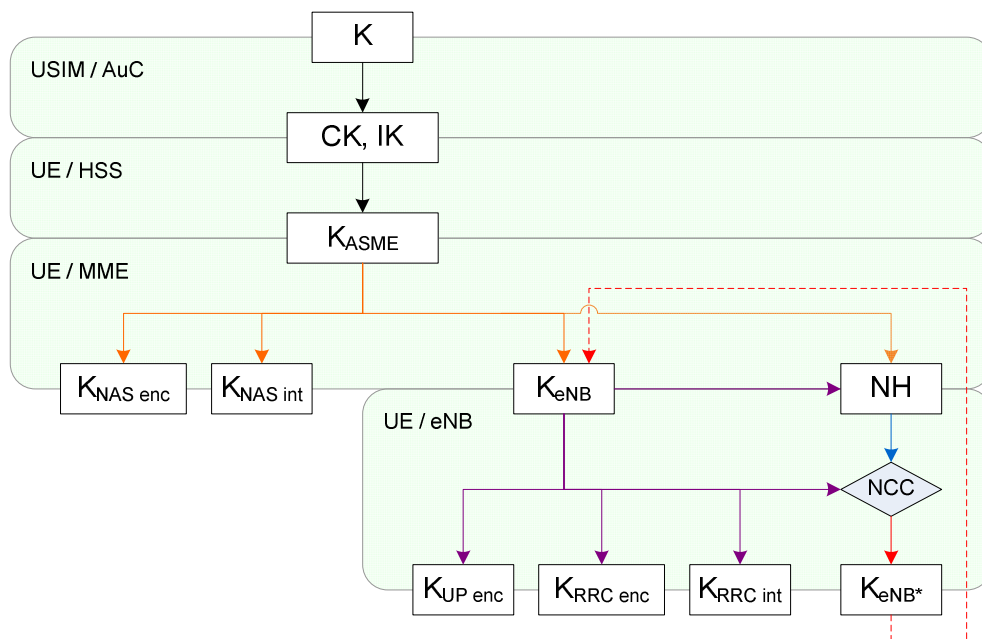 K
USIM / AuC
CK, IK
UE / HSS
KASME
UE / MME
KNAS enc
KNAS int
KeNB
NH
UE / eNB
NCC
KUP enc
KRRC enc
KRRC int
KeNB*